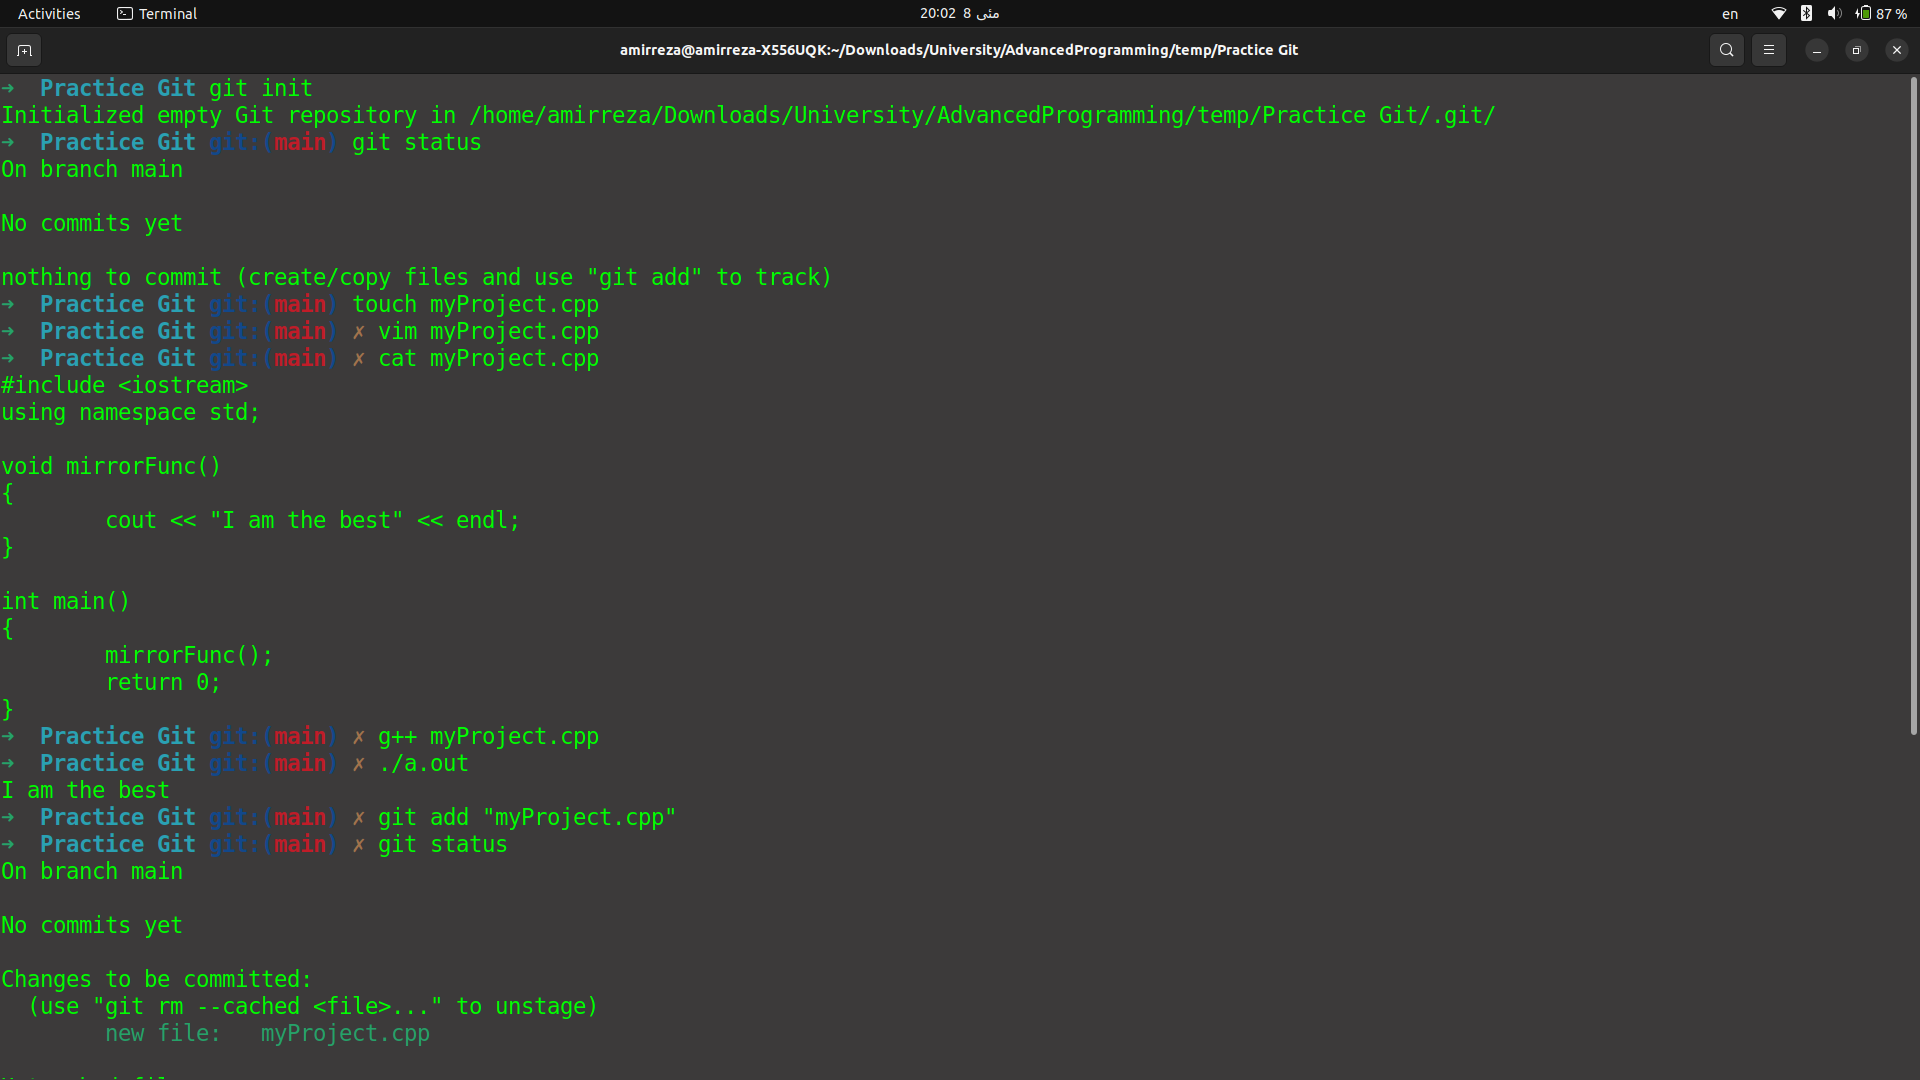 Activities Terminal 20:02 8 مئی en 87 %
amirreza@amirreza-X556UQK:~/Downloads/University/AdvancedProgramming/temp/Practice Git
➜  Practice Git git init
Initialized empty Git repository in /home/amirreza/Downloads/University/AdvancedProgramming/temp/Practice Git/.git/
➜  Practice Git git:(main) git status
On branch main

No commits yet

nothing to commit (create/copy files and use "git add" to track)
➜  Practice Git git:(main) touch myProject.cpp
➜  Practice Git git:(main) ✗ vim myProject.cpp
➜  Practice Git git:(main) ✗ cat myProject.cpp
#include <iostream>
using namespace std;

void mirrorFunc()
{
        cout << "I am the best" << endl;
}

int main()
{
        mirrorFunc();
        return 0;
}
➜  Practice Git git:(main) ✗ g++ myProject.cpp
➜  Practice Git git:(main) ✗ ./a.out
I am the best
➜  Practice Git git:(main) ✗ git add "myProject.cpp"
➜  Practice Git git:(main) ✗ git status
On branch main

No commits yet

Changes to be committed:
  (use "git rm --cached <file>..." to unstage)
        new file:   myProject.cpp